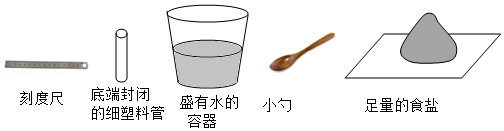 刻度尺
底端封闭
的细塑料管
盛有水的
容器
小勺
足量的食盐